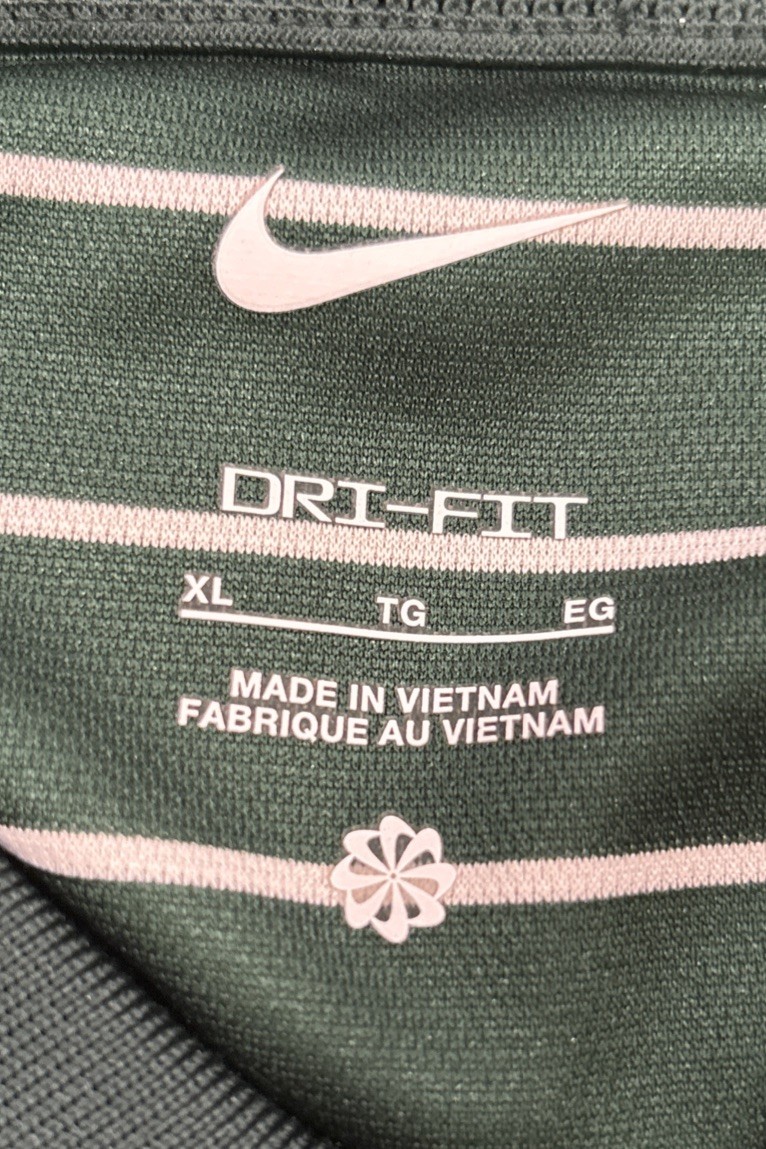 DRI-FIT
XL TG EG
MADE IN VIETNAM
FABRIQUE AU VIETNAM